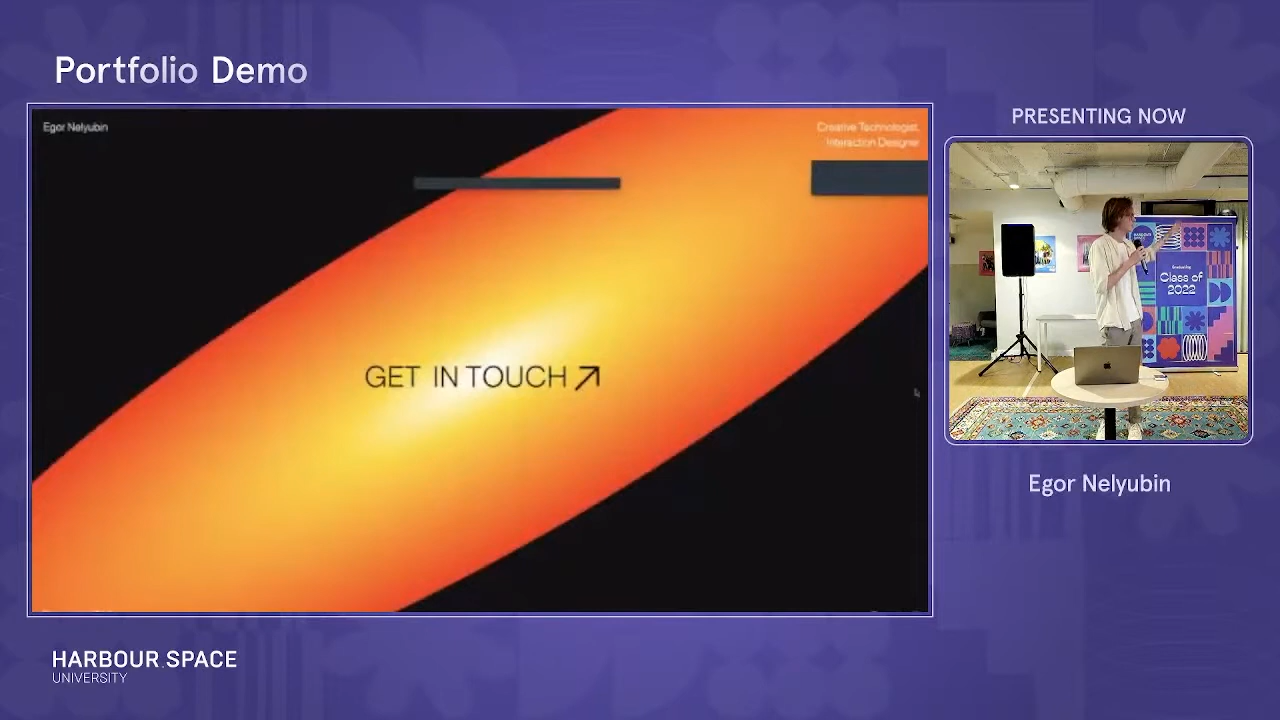 Portfolio Demo
Egor Nelyubin
Creative Technologist,
Interaction Designer
GET IN TOUCH
PRESENTING NOW
Class of
2022
Egor Nelyubin
HARBOUR.SPACE
UNIVERSITY